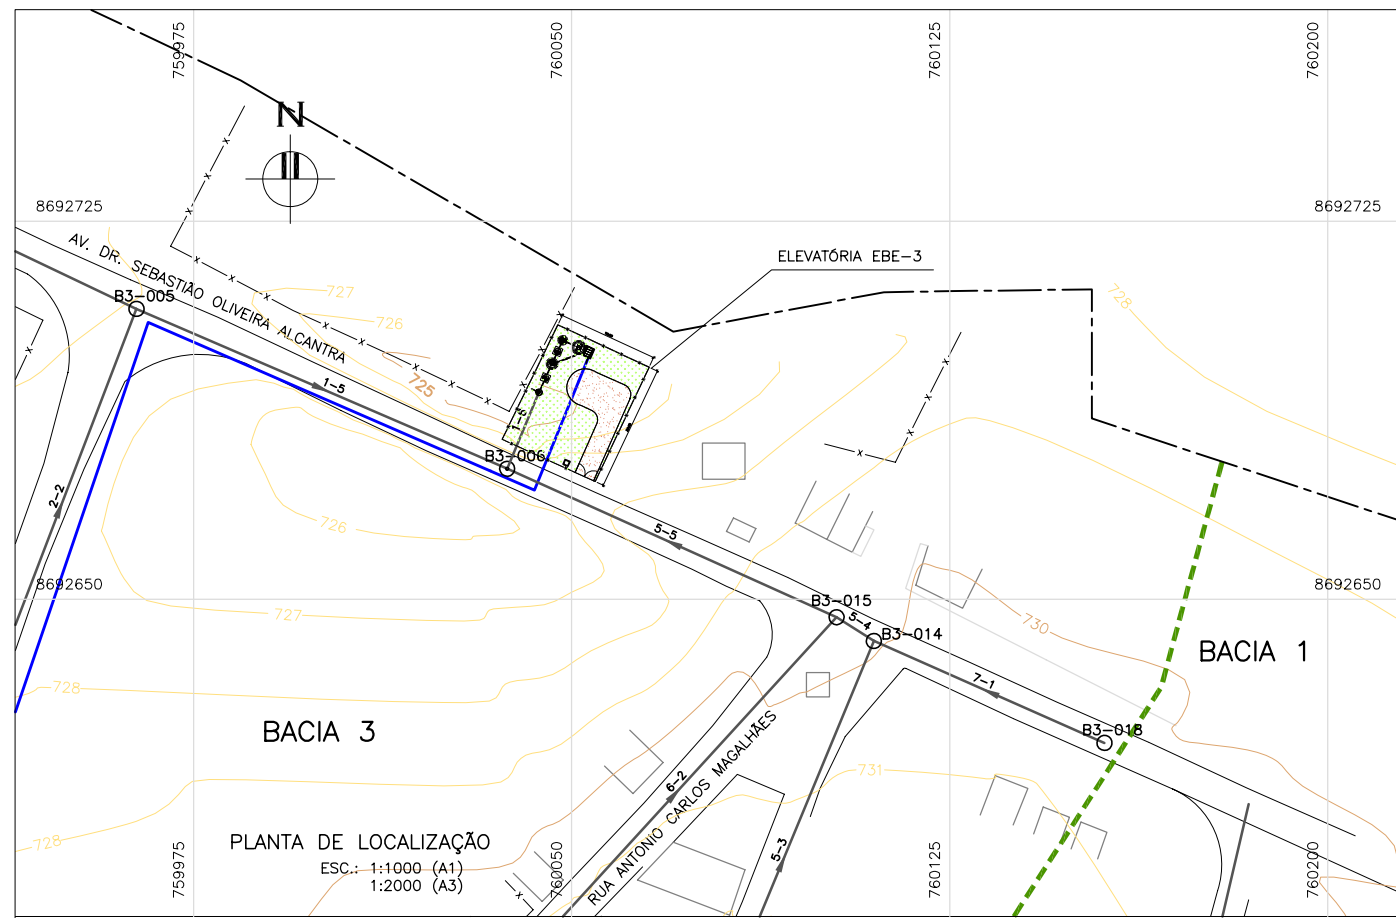 759975
760050
760125
760200
N
8692725
8692725
AV. DR. SEBASTIÃO OLIVEIRA ALCANTRA
ELEVATÓRIA EBE-3
B3-005
727
728
726
725
1-5
B3-006
2-2
726
5-5
8692650
8692650
727
B3-015
5-4
B3-014
730
BACIA 1
728
7-1
BACIA 3
B3-018
731
6-2
RUA ANTONIO CARLOS MAGALHÃES
728
5-3
PLANTA DE LOCALIZAÇÃO
ESC.: 1:1000 (A1)
1:2000 (A3)
759975
760050
760125
760200